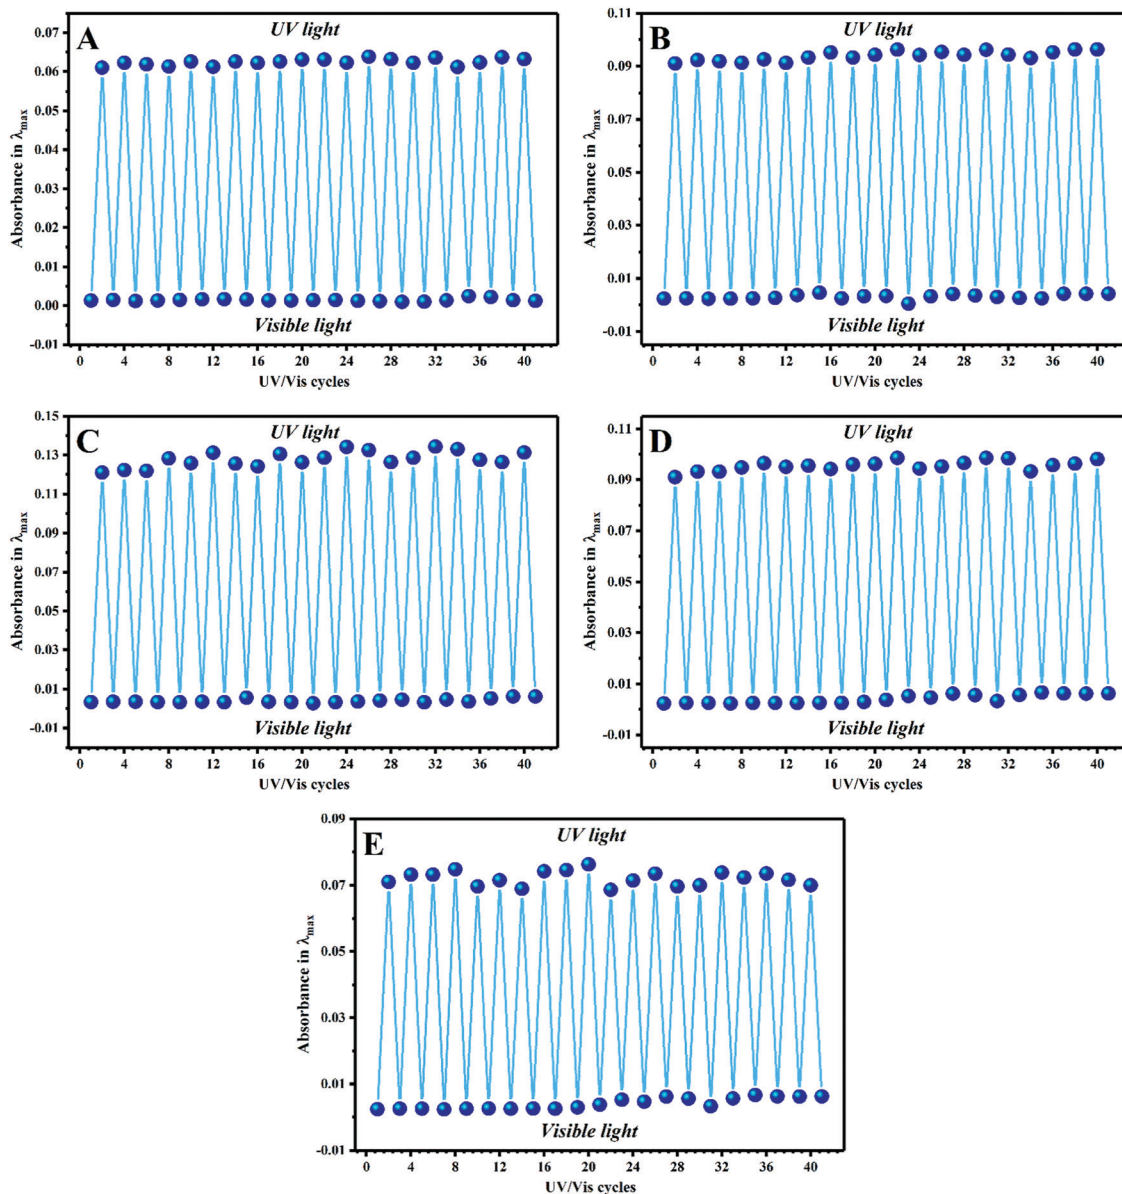 A
UV light
0.07
0.06
0.05
0.04
0.03
0.02
0.01
0.00
-0.01
Absorbance in λmax
Visible light
0 4 8 12 16 20 24 28 32 36 40
UV/Vis cycles
B
UV light
0.11
0.09
0.07
0.05
0.03
0.01
-0.01
Absorbance in λmax
Visible light
0 4 8 12 16 20 24 28 32 36 40
UV/Vis cycles
C
UV light
0.15
0.13
0.11
0.09
0.07
0.05
0.03
0.01
-0.01
Absorbance in λmax
Visible light
0 4 8 12 16 20 24 28 32 36 40
UV/Vis cycles
D
UV light
0.11
0.09
0.07
0.05
0.03
0.01
-0.01
Absorbance in λmax
Visible light
0 4 8 12 16 20 24 28 32 36 40
UV/Vis cycles
E
UV light
0.09
0.07
0.05
0.03
0.01
-0.01
Absorbance in λmax
Visible light
0 4 8 12 16 20 24 28 32 36 40
UV/Vis cycles